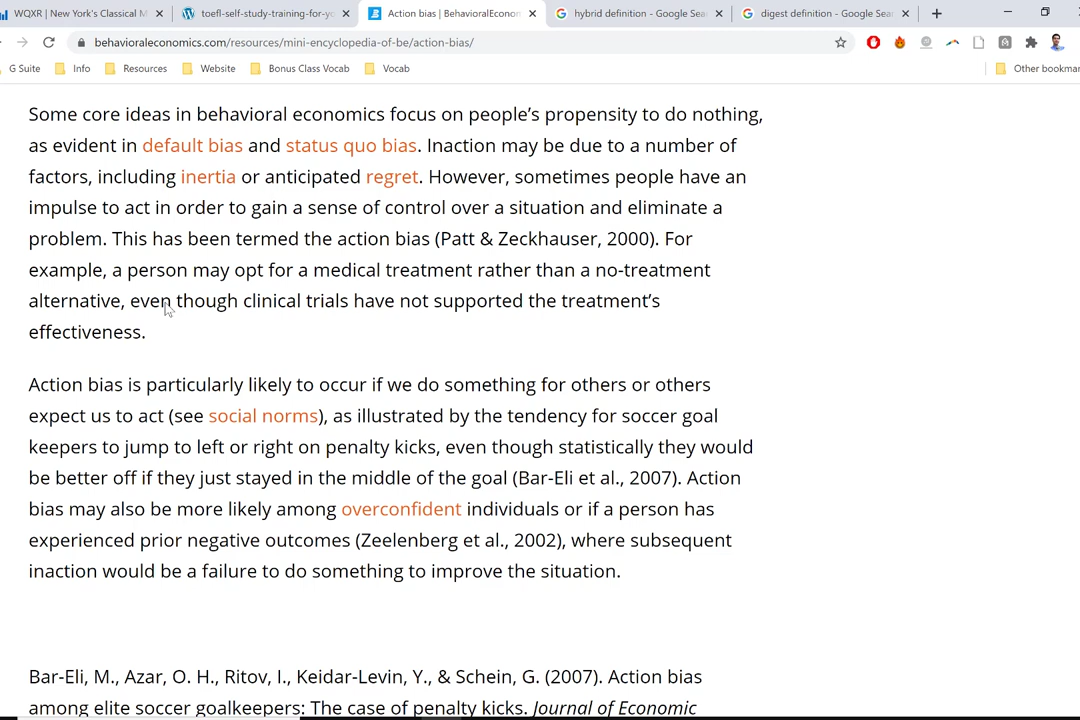 WQXR | New York's Classical M
toefl-self-study-training-for-yo
Action bias | BehavioralEconom
hybrid definition - Google Sea
digest definition - Google Sea
behavioraleconomics.com/resources/mini-encyclopedia-of-be/action-bias/
G Suite Info Resources Website Bonus Class Vocab Vocab Other bookmar
Some core ideas in behavioral economics focus on people's propensity to do nothing,
as evident in default bias and status quo bias. Inaction may be due to a number of
factors, including inertia or anticipated regret. However, sometimes people have an
impulse to act in order to gain a sense of control over a situation and eliminate a
problem. This has been termed the action bias (Patt & Zeckhauser, 2000). For
example, a person may opt for a medical treatment rather than a no-treatment
alternative, even though clinical trials have not supported the treatment's
effectiveness.
Action bias is particularly likely to occur if we do something for others or others
expect us to act (see social norms), as illustrated by the tendency for soccer goal
keepers to jump to left or right on penalty kicks, even though statistically they would
be better off if they just stayed in the middle of the goal (Bar-Eli et al., 2007). Action
bias may also be more likely among overconfident individuals or if a person has
experienced prior negative outcomes (Zeelenberg et al., 2002), where subsequent
inaction would be a failure to do something to improve the situation.
Bar-Eli, M., Azar, O. H., Ritov, I., Keidar-Levin, Y., & Schein, G. (2007). Action bias
among elite soccer goalkeepers: The case of penalty kicks. Journal of Economic